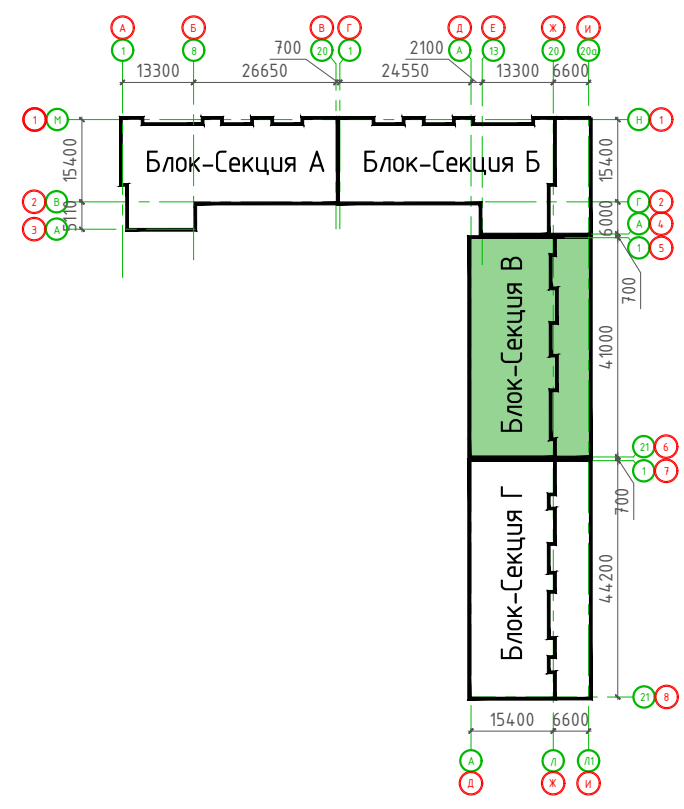 А Б В Г Д Е Ж И
1 8 20 1 А 13 20 20а
700 2100
13300 26650 24550 13300 6600
1 М Н 1
15400 Блок-Секция А Блок-Секция Б 15400
2 В Г 2
5110 6000
А 4
3 А
1 5
700
Блок-Секция В
41000
21 6
1 7
700
Блок-Секция Г
44200
21 8
15400 6600
А Л Л1
Д Ж И